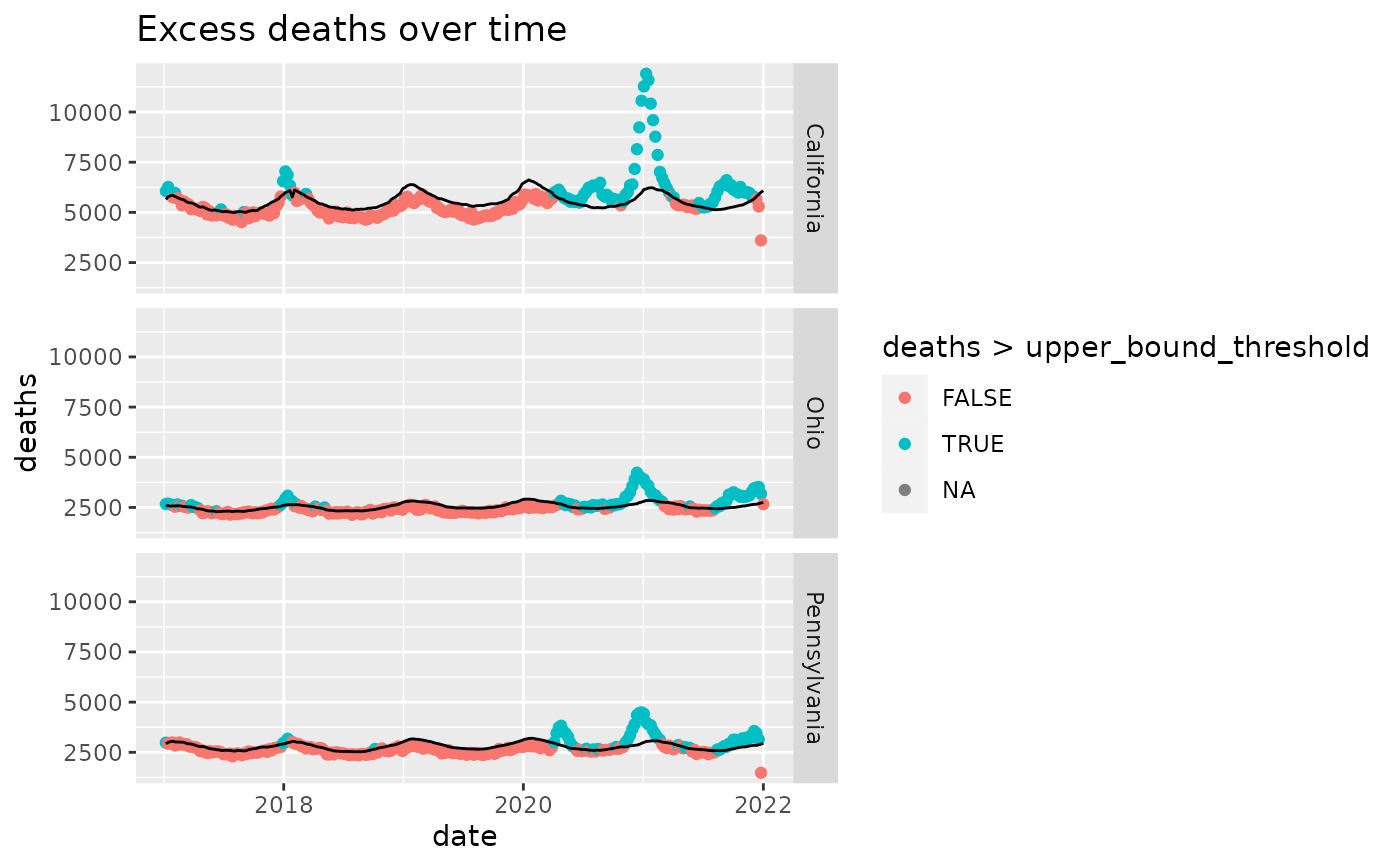 Excess deaths over time
10000
7500
5000
2500
California
10000
7500
5000
2500
Ohio
10000
7500
5000
2500
Pennsylvania
deaths
2018
2020
2022
date
deaths > upper_bound_threshold
FALSE
TRUE
NA